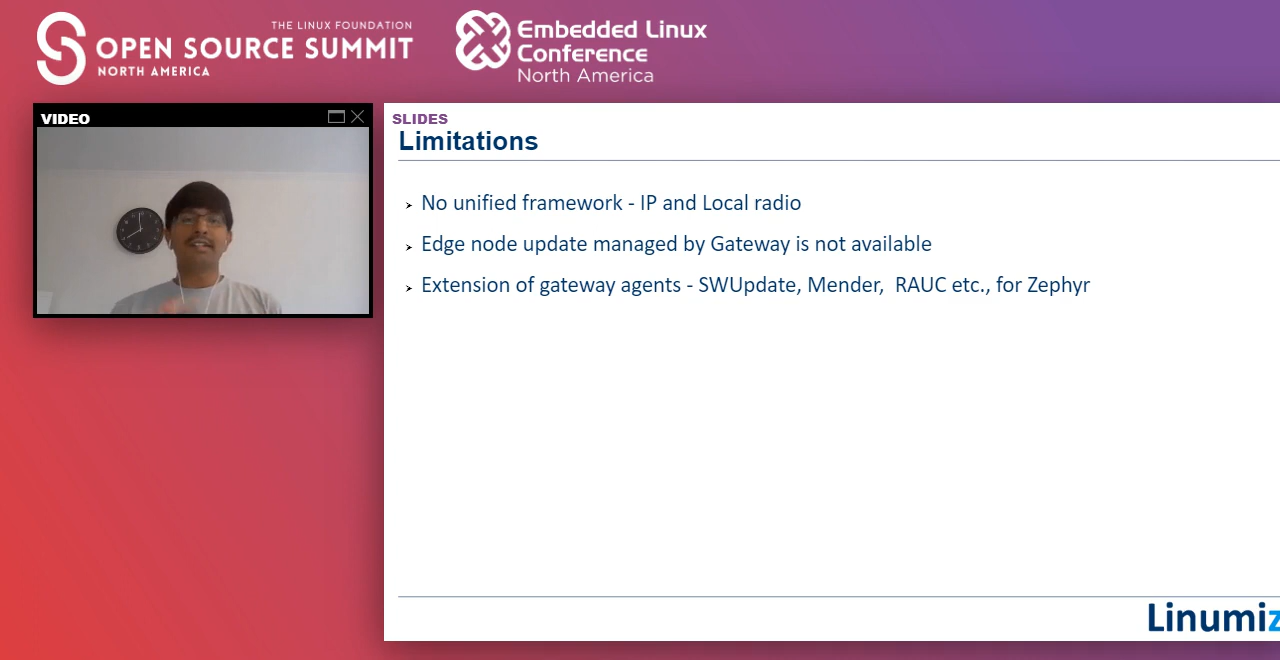 THE LINUX FOUNDATION
OPEN SOURCE SUMMIT
NORTH AMERICA
Embedded Linux
Conference
North America
VIDEO
SLIDES
Limitations
No unified framework - IP and Local radio
Edge node update managed by Gateway is not available
Extension of gateway agents - SWUpdate, Mender, RAUC etc., for Zephyr
Linumiz